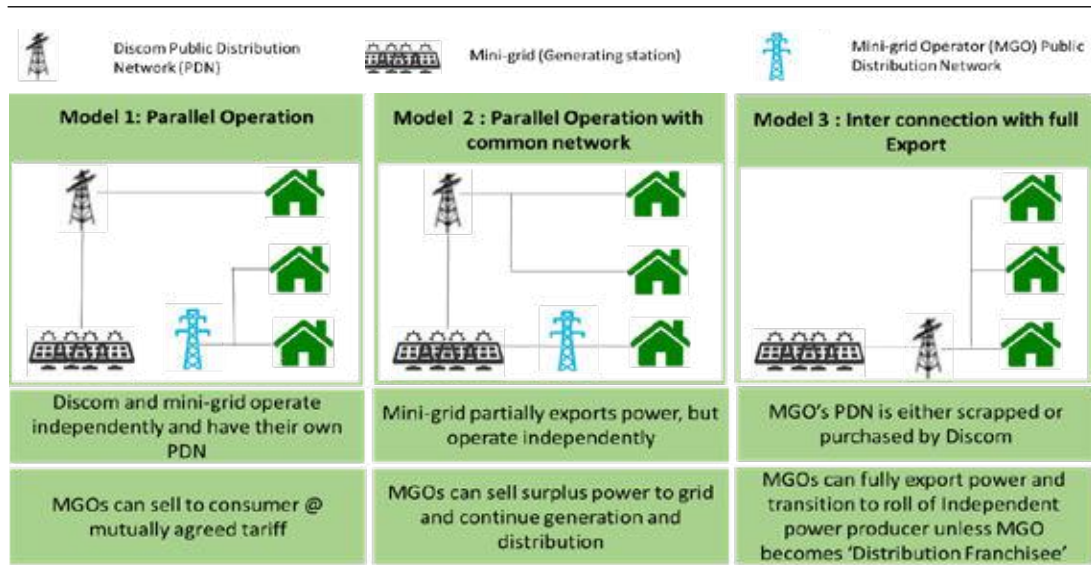 Discom Public Distribution
Network (PDN)
Mini-grid (Generating station)
Mini-grid Operator (MGO) Public
Distribution Network
Model 1: Parallel Operation
Model 2 : Parallel Operation with
common network
Model 3 : Inter connection with full
Export
Discom and mini-grid operate
independently and have their own
PDN
Mini-grid partially exports power, but
operate independently
MGO's PDN is either scrapped or
purchased by Discom
MGOs can sell to consumer @
mutually agreed tariff
MGOs can sell surplus power to grid
and continue generation and
distribution
MGOs can fully export power and
transition to roll of Independent
power producer unless MGO
becomes 'Distribution Franchisee'